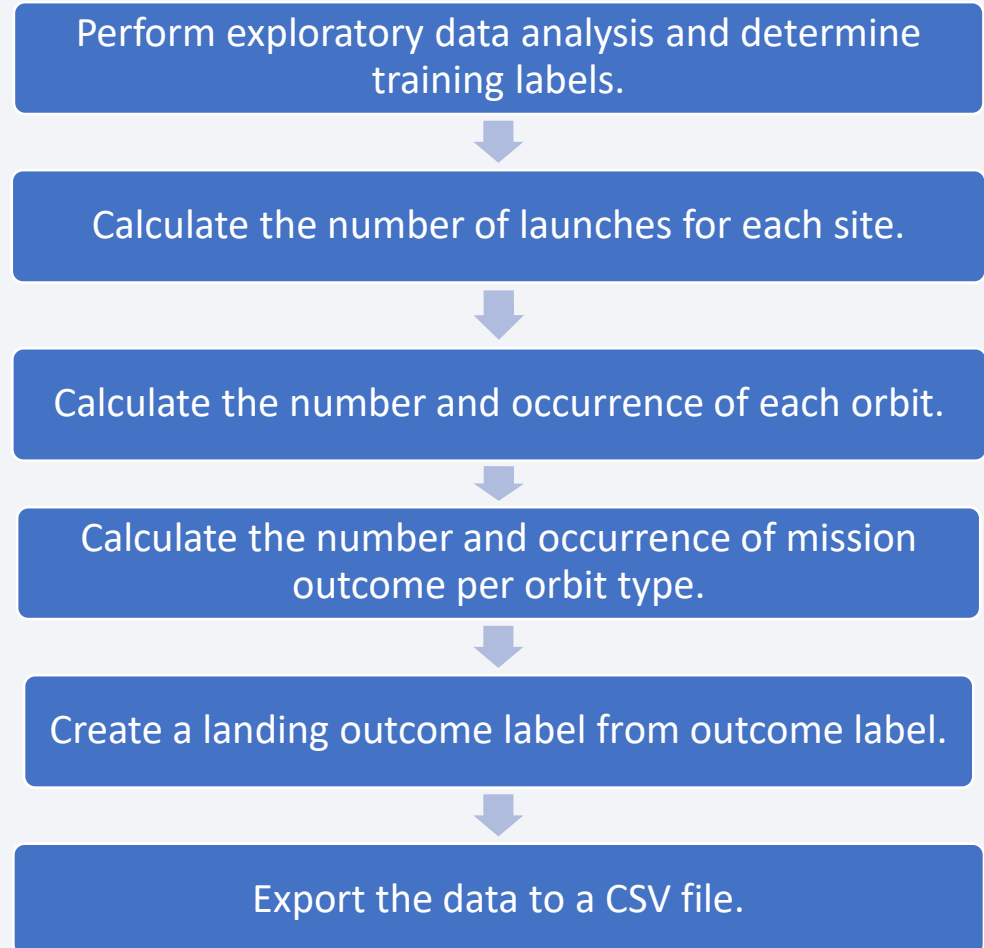 Perform exploratory data analysis and determine
training labels.
Calculate the number of launches for each site.
Calculate the number and occurrence of each orbit.
Calculate the number and occurrence of mission
outcome per orbit type.
Create a landing outcome label from outcome label.
Export the data to a CSV file.